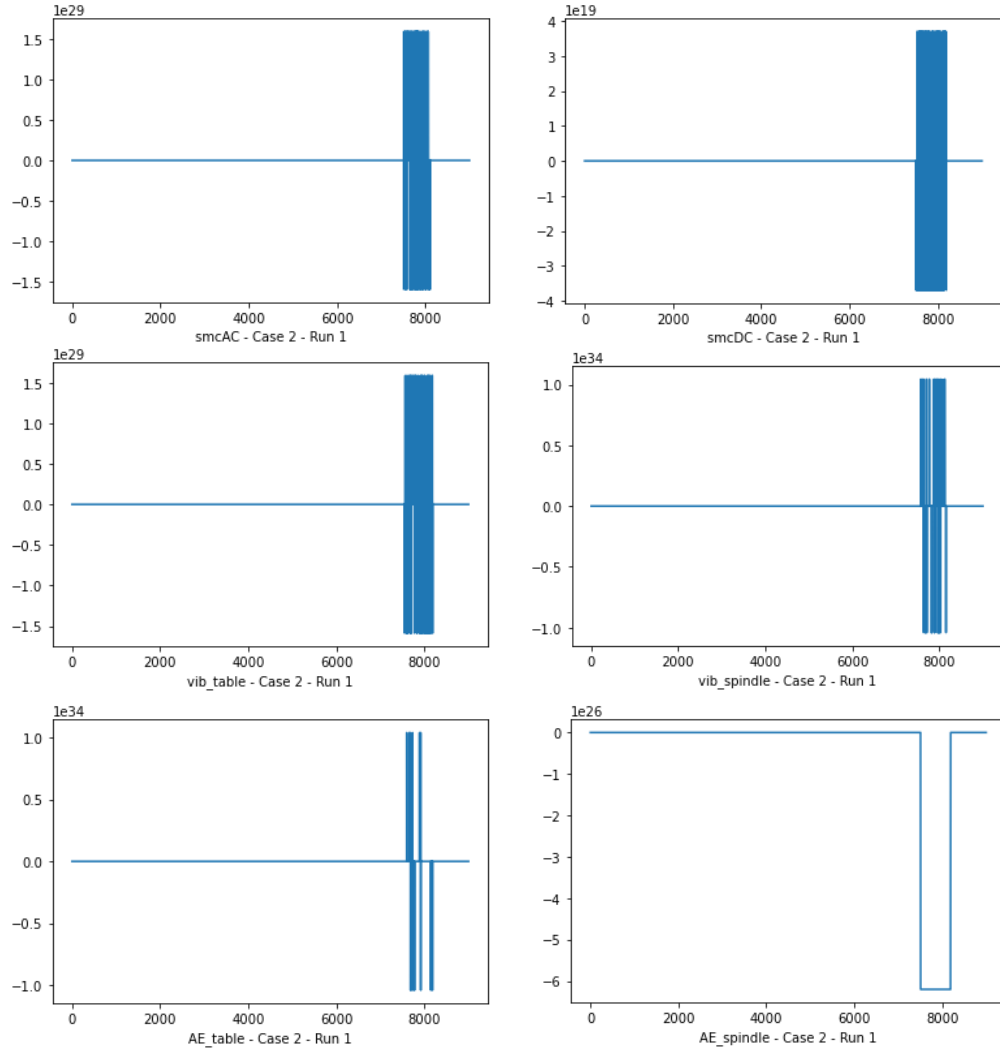 1e29
1.5
1.0
0.5
0.0
−0.5
−1.0
−1.5
0 2000 4000 6000 8000
smcAC - Case 2 - Run 1
1e19
4
3
2
1
0
−1
−2
−3
−4
0 2000 4000 6000 8000
smcDC - Case 2 - Run 1
1e29
1.5
1.0
0.5
0.0
−0.5
−1.0
−1.5
0 2000 4000 6000 8000
vib_table - Case 2 - Run 1
1e34
1.0
0.5
0.0
−0.5
−1.0
0 2000 4000 6000 8000
vib_spindle - Case 2 - Run 1
1e34
1.0
0.5
0.0
−0.5
−1.0
0 2000 4000 6000 8000
AE_table - Case 2 - Run 1
1e26
0
−1
−2
−3
−4
−5
−6
0 2000 4000 6000 8000
AE_spindle - Case 2 - Run 1